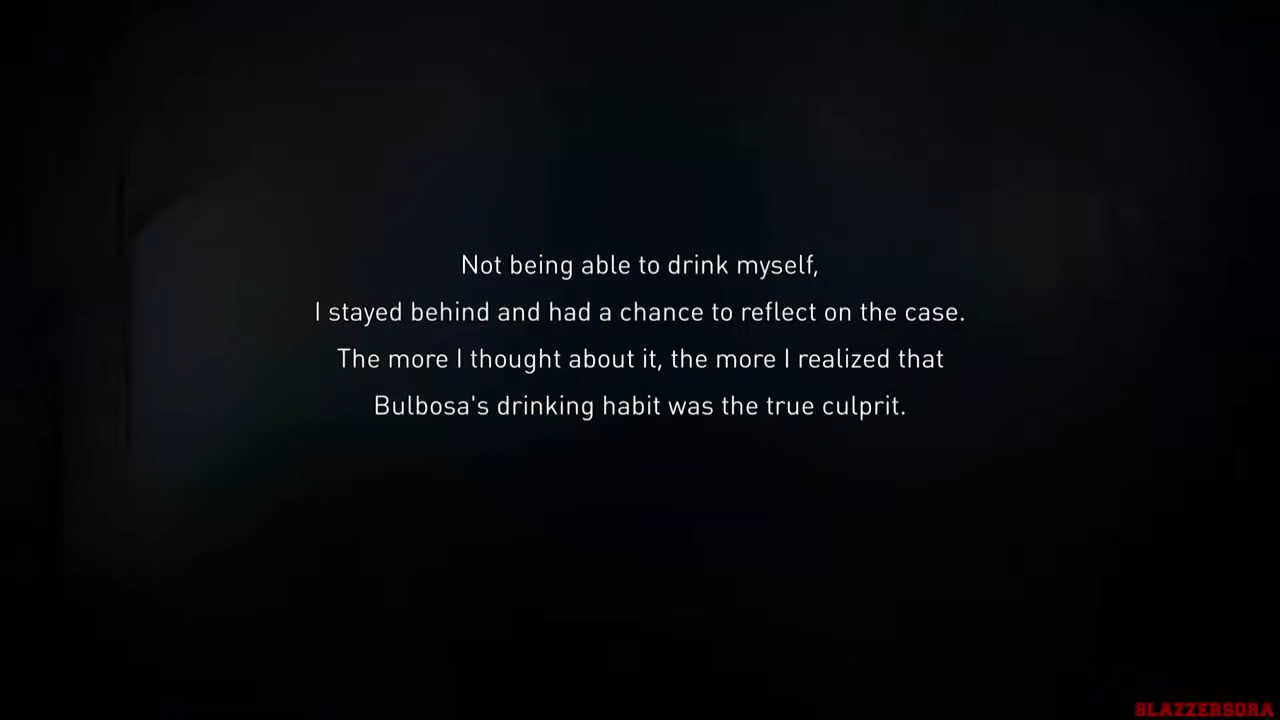 Not being able to drink myself,
I stayed behind and had a chance to reflect on the case.
The more I thought about it, the more I realized that
Bulbosa's drinking habit was the true culprit.
BLAZZERSORA